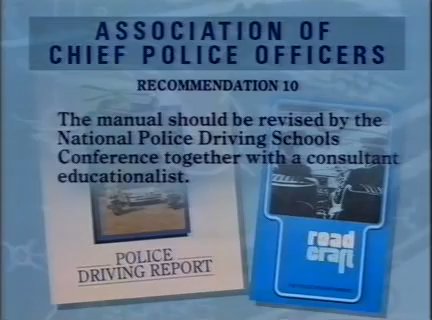 ASSOCIATION OF
CHIEF POLICE OFFICERS
RECOMMENDATION 10
The manual should be revised by the
National Police Driving Schools
Conference together with a consultant
educationalist.
POLICE
DRIVING REPORT
road
craft